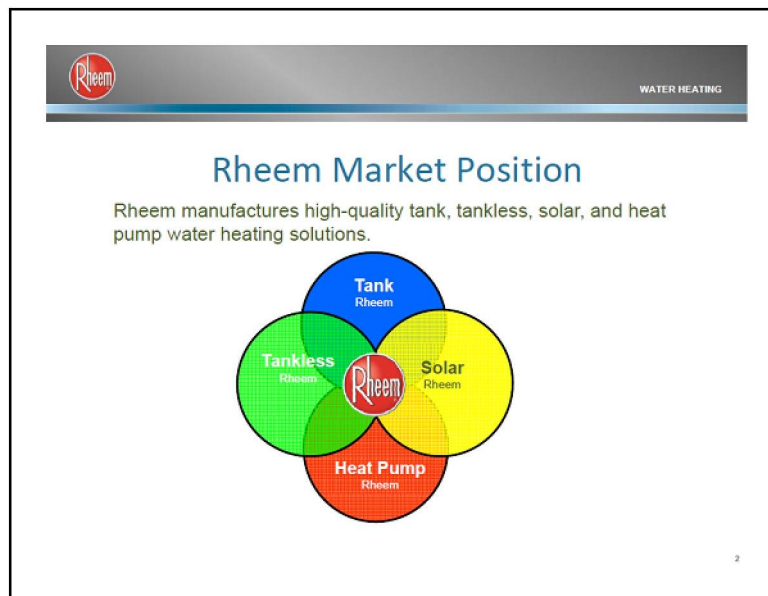 Rheem
WATER HEATING
Rheem Market Position
Rheem manufactures high-quality tank, tankless, solar, and heat
pump water heating solutions.
Tank
Rheem
Tankless
Rheem
Rheem
Solar
Rheem
Heat Pump
Rheem
2